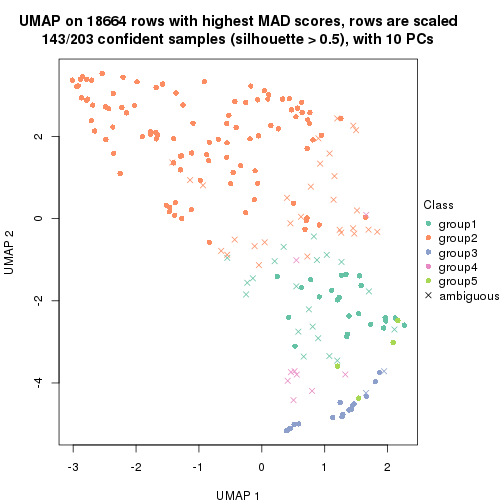 UMAP on 18664 rows with highest MAD scores, rows are scaled
143/203 confident samples (silhouette > 0.5), with 10 PCs
UMAP 2
2
0
-2
-4
-3
-2
-1
0
1
2
UMAP 1
Class
group1
group2
group3
group4
group5
ambiguous